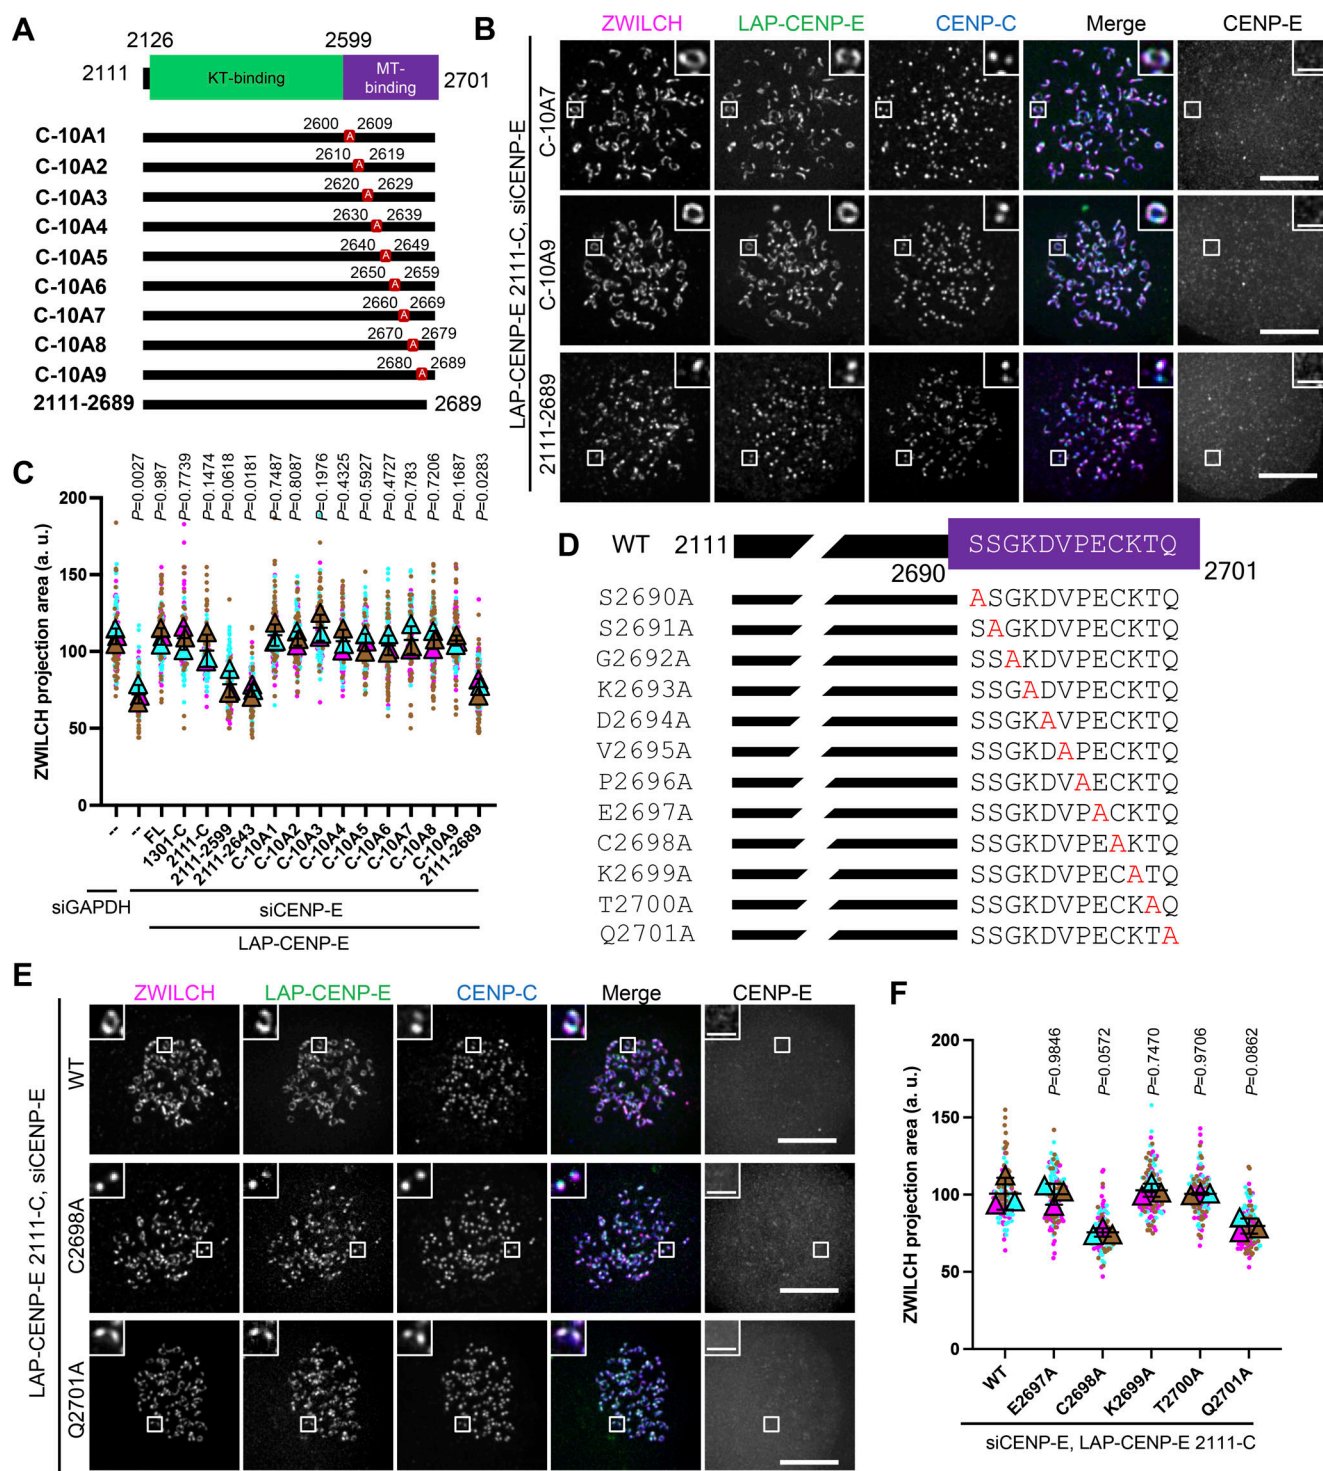 A
2126
2599
2111
KT-binding
MT-
binding
2701
C-10A1
2600
2609
A
C-10A2
2610
2619
A
C-10A3
2620
2629
A
C-10A4
2630
2639
A
C-10A5
2640
2649
A
C-10A6
2650
2659
A
C-10A7
2660
2669
A
C-10A8
2670
2679
A
C-10A9
2680
2689
A
2111-2689
2689
B
ZWILCH
LAP-CENP-E
CENP-C
Merge
CENP-E
LAP-CENP-E 2111-C, siCENP-E
C-10A7
C-10A9
2111-2689
C
ZWILCH projection area (a. u.)
200
150
100
50
0
P=0.0027
P=0.987
P=0.7739
P=0.1474
P=0.0618
P=0.0181
P=0.7487
P=0.8087
P=0.1976
P=0.4325
P=0.5927
P=0.4727
P=0.783
P=0.7206
P=0.1687
P=0.0283
--
--
FL
1301-C
2111-C
2111-2599
2111-2643
C-10A1
C-10A2
C-10A3
C-10A4
C-10A5
C-10A6
C-10A7
C-10A8
C-10A9
2111-2689
siGAPDH
siCENP-E
LAP-CENP-E
D
WT
2111
SSGKDVPECKTQ
2690
2701
S2690A
ASGKDVPECKTQ
S2691A
SAGKDVPECKTQ
G2692A
SSAKDVPECKTQ
K2693A
SSGADVPECKTQ
D2694A
SSGKAVPECKTQ
V2695A
SSGKDAPECKTQ
P2696A
SSGKDVAECKTQ
E2697A
SSGKDVPACKTQ
C2698A
SSGKDVPEAKTQ
K2699A
SSGKDVPECATQ
T2700A
SSGKDVPECKAQ
Q2701A
SSGKDVPECKTA
E
ZWILCH
LAP-CENP-E
CENP-C
Merge
CENP-E
LAP-CENP-E 2111-C, siCENP-E
WT
C2698A
Q2701A
F
ZWILCH projection area (a. u.)
200
150
100
50
0
P=0.9846
P=0.0572
P=0.7470
P=0.9706
P=0.0862
WT
E2697A
C2698A
K2699A
T2700A
Q2701A
siCENP-E, LAP-CENP-E 2111-C